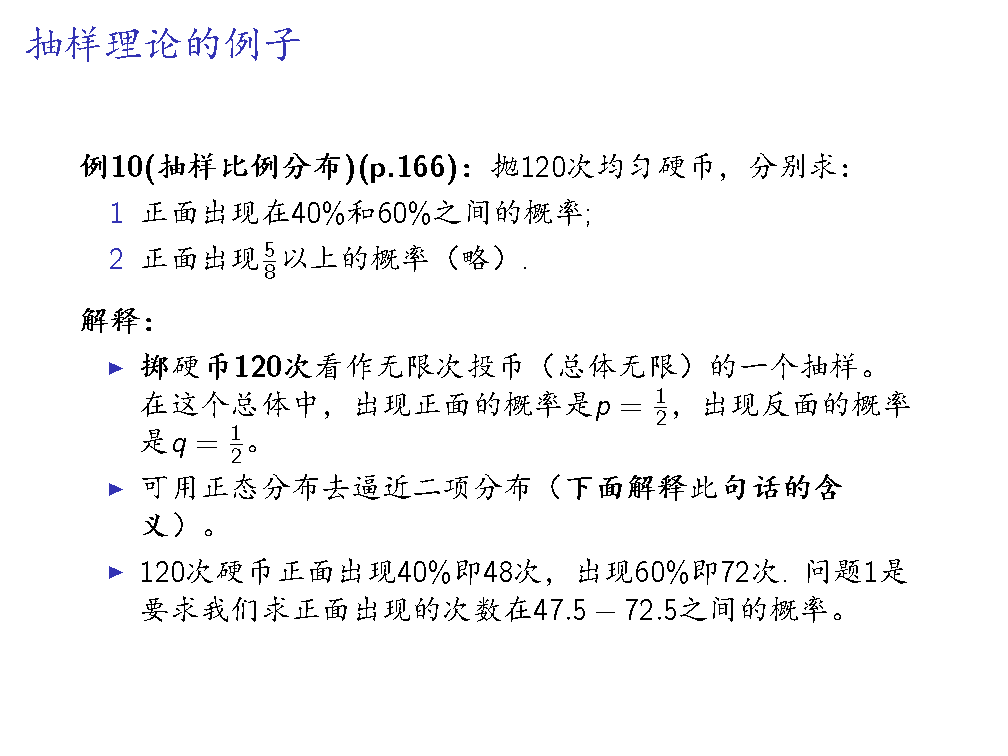 抽样理论的例子
例10(抽样比例分布)(p.166)：抛120次均匀硬币，分别求：
1 正面出现在40%和60%之间的概率;
2 正面出现5/8以上的概率（略）.
解释：
▶ 掷硬币120次看作无限次投币（总体无限）的一个抽样。
在这个总体中，出现正面的概率是p = 1/2，出现反面的概率
是q = 1/2。
▶ 可用正态分布去逼近二项分布（下面解释此句话的含
义）。
▶ 120次硬币正面出现40%即48次，出现60%即72次. 问题1是
要求我们求正面出现的次数在47.5 − 72.5之间的概率。